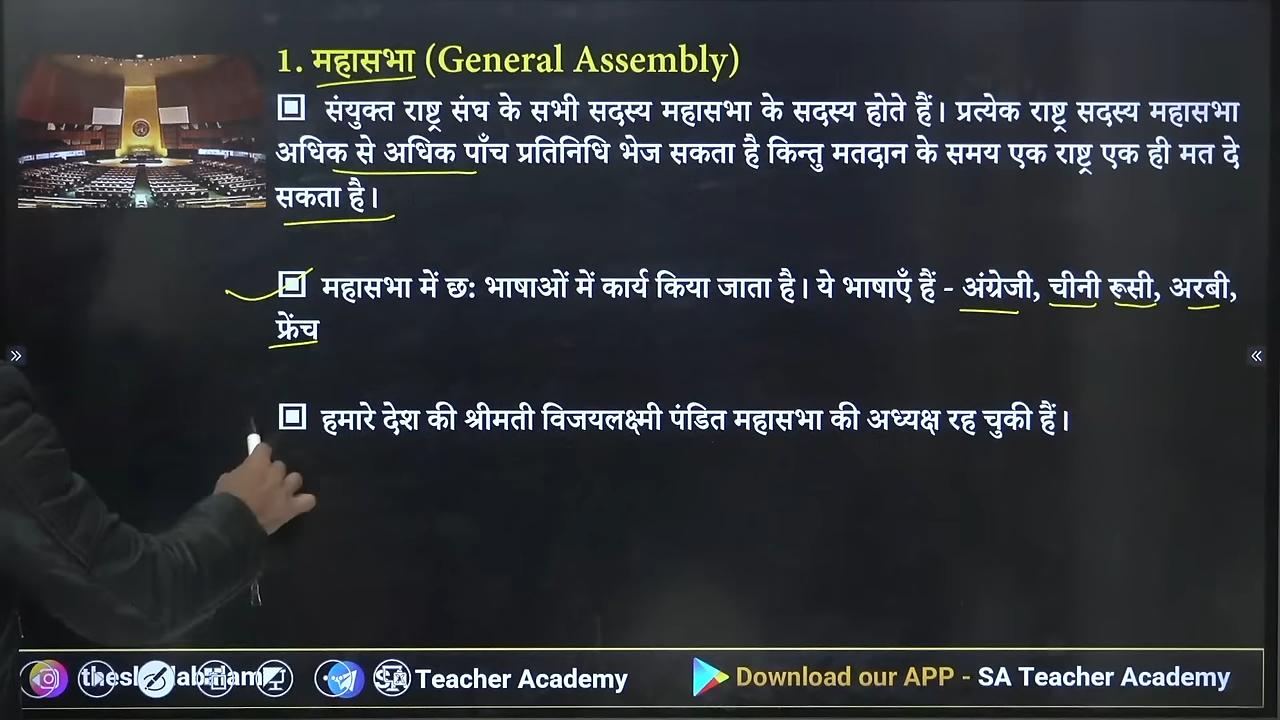 1. महासभा (General Assembly)
संयुक्त राष्ट्र संघ के सभी सदस्य महासभा के सदस्य होते हैं। प्रत्येक राष्ट्र सदस्य महासभा
अधिक से अधिक पाँच प्रतिनिधि भेज सकता है किन्तु मतदान के समय एक राष्ट्र एक ही मत दे
सकता है।
महासभा में छ: भाषाओं में कार्य किया जाता है। ये भाषाएँ हैं - अंग्रेजी, चीनी रूसी, अरबी,
फ्रेंच
हमारे देश की श्रीमती विजयलक्ष्मी पंडित महासभा की अध्यक्ष रह चुकी हैं।
Teacher Academy
Download our APP - SA Teacher Academy